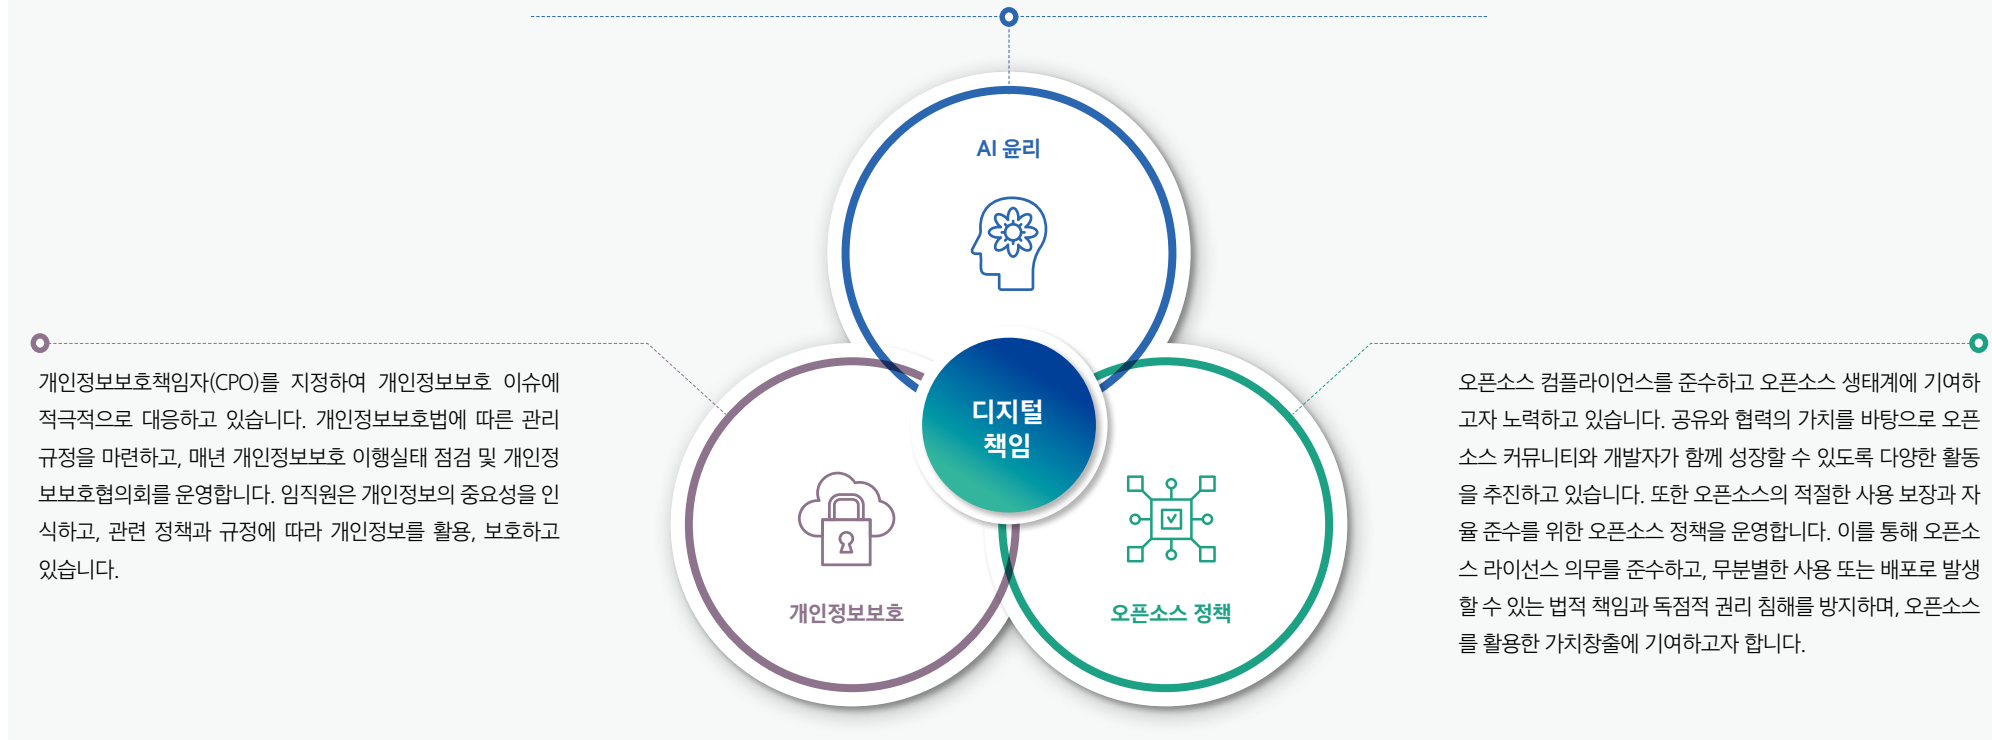 AI 윤리
디지털
책임
개인정보보호책임자(CPO)를 지정하여 개인정보보호 이슈에
적극적으로 대응하고 있습니다. 개인정보보호법에 따른 관리
규정을 마련하고, 매년 개인정보보호 이행실태 점검 및 개인정
보보호협의회를 운영합니다. 임직원은 개인정보의 중요성을 인
식하고, 관련 정책과 규정에 따라 개인정보를 활용, 보호하고
있습니다.
개인정보보호
오픈소스 정책
오픈소스 컴플라이언스를 준수하고 오픈소스 생태계에 기여하
고자 노력하고 있습니다. 공유와 협력의 가치를 바탕으로 오픈
소스 커뮤니티와 개발자가 함께 성장할 수 있도록 다양한 활동
을 추진하고 있습니다. 또한 오픈소스의 적절한 사용 보장과 자
율 준수를 위한 오픈소스 정책을 운영합니다. 이를 통해 오픈소
스 라이선스 의무를 준수하고, 무분별한 사용 또는 배포로 발생
할 수 있는 법적 책임과 독점적 권리 침해를 방지하며, 오픈소스
를 활용한 가치창출에 기여하고자 합니다.